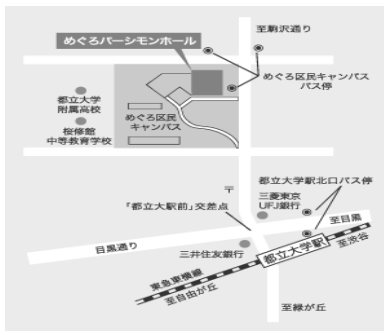 至駒沢通り
めぐろパーシモンホール
めぐろ区民キャンパス
バス停
都立大学
附属高校
めぐろ区民
キャンパス
桜修館
中等教育学校
〒
都立大学駅北口バス停
三菱東京
UFJ銀行
「都立大駅前」交差点
至目黒
目黒通り
三井住友銀行
都立大学駅
至渋谷
東急東横線
至自由が丘
至緑が丘